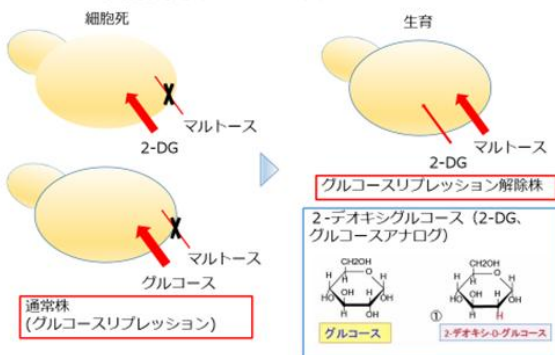 細胞死
マルトース
2-DG
マルトース
グルコース
通常株
(グルコースリプレッション)
生育
マルトース
2-DG
グルコースリプレッション解除株
2-デオキシグルコース(2-DG、
グルコースアナログ)
CH2OH
H
O
H
H
OH
H
HO
OH
H
OH
グルコース
CH2OH
H
O
H
H
OH
H
HO
OH
H
H
①
2-デオキシ-D-グルコース